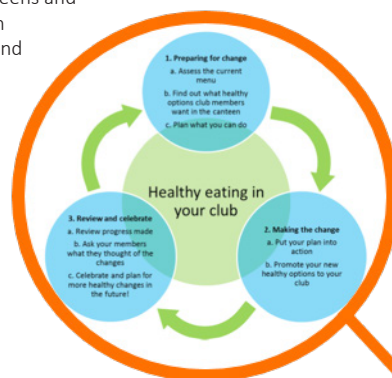 eens and
n
nd
1. Preparing for change
a. Assess the current
menu
b. Find out what healthy
options club members
want in the canteen
c. Plan what you can do
Healthy eating in
your club
2. Making the change
a. Put your plan into
action
b. Promote your new
healthy options to your
club
3. Review and celebrate
a. Review progress made
b. Ask your members
what they thought of the
changes
c. Celebrate and plan for
more healthy changes in
the future!